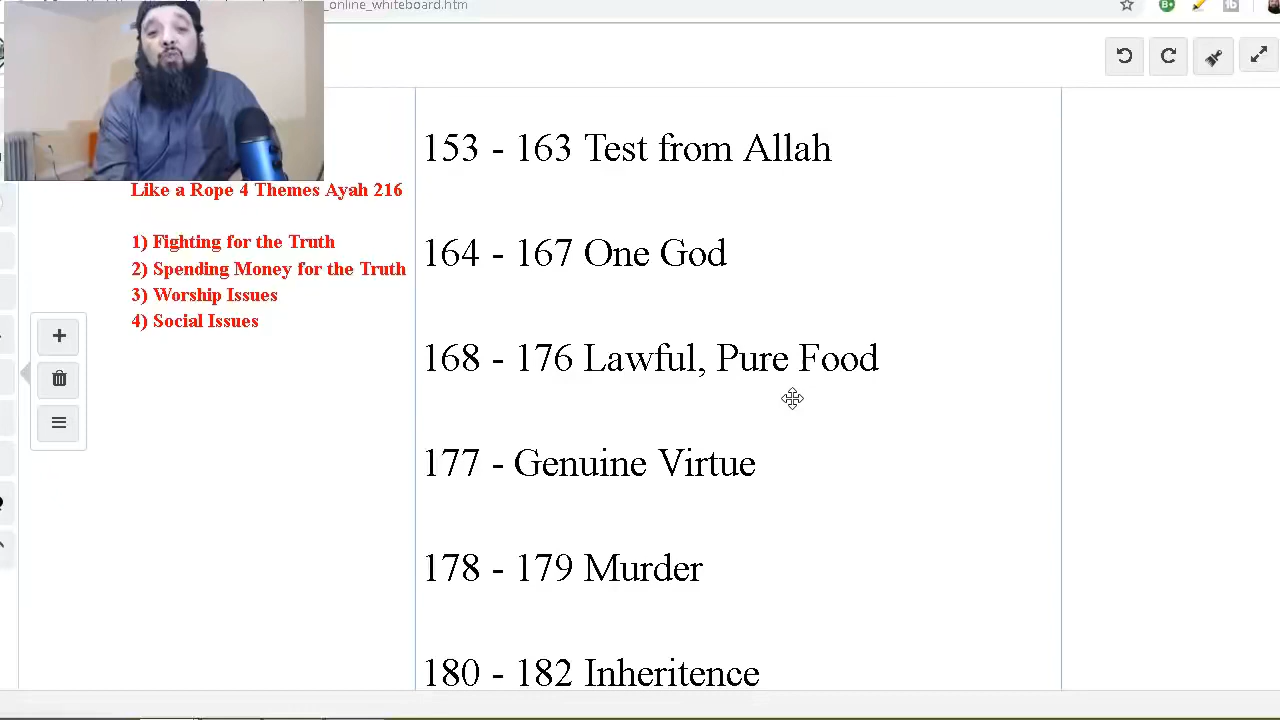 _online_whiteboard.htm
Like a Rope 4 Themes Ayah 216
1) Fighting for the Truth
2) Spending Money for the Truth
3) Worship Issues
4) Social Issues
153 - 163 Test from Allah
164 - 167 One God
168 - 176 Lawful, Pure Food
177 - Genuine Virtue
178 - 179 Murder
180 - 182 Inheritence